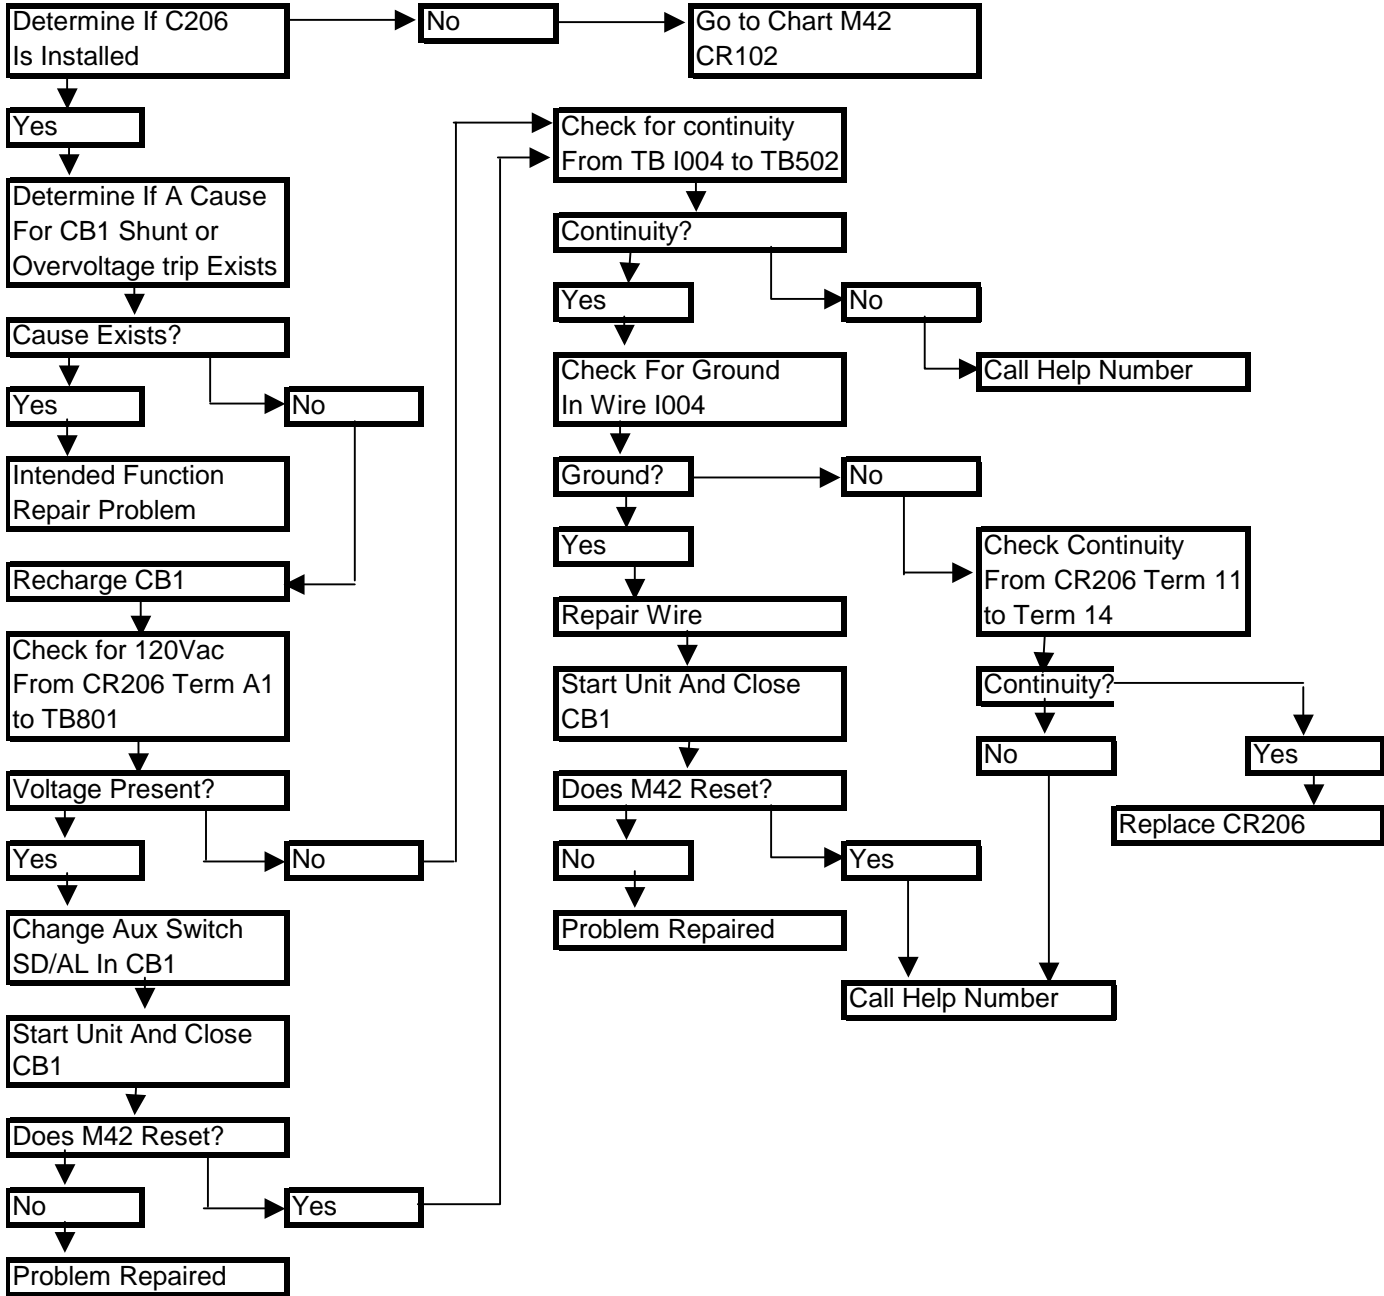 Determine If C206
Is Installed
No
Go to Chart M42
CR102
Yes
Determine If A Cause
For CB1 Shunt or
Overvoltage trip Exists
Cause Exists?
Yes
No
Intended Function
Repair Problem
Recharge CB1
Check for 120Vac
From CR206 Term A1
to TB801
Voltage Present?
Yes
No
Change Aux Switch
SD/AL In CB1
Start Unit And Close
CB1
Does M42 Reset?
No
Yes
Problem Repaired
Check for continuity
From TB I004 to TB502
Continuity?
Yes
No
Call Help Number
Check For Ground
In Wire I004
Ground?
No
Yes
Check Continuity
From CR206 Term 11
to Term 14
Repair Wire
Continuity?
Start Unit And Close
CB1
No
Yes
Does M42 Reset?
Replace CR206
No
Yes
Problem Repaired
Call Help Number